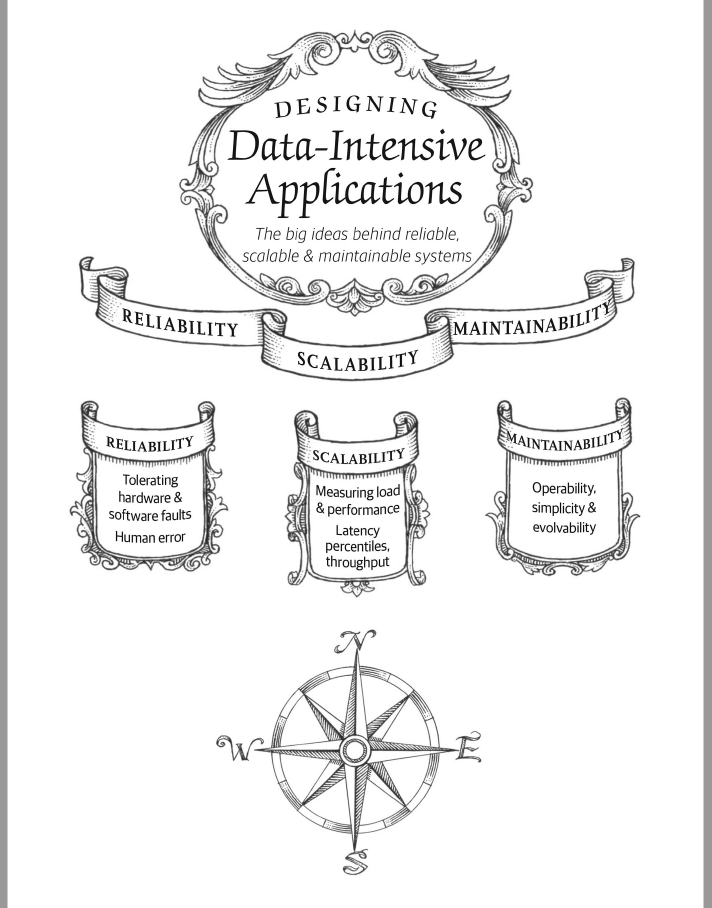 DESIGNING
Data-Intensive
Applications
The big ideas behind reliable,
scalable & maintainable systems
RELIABILITY
SCALABILITY
MAINTAINABILITY
RELIABILITY
Tolerating
hardware &
software faults
Human error
SCALABILITY
Measuring load
& performance
Latency
percentiles,
throughput
MAINTAINABILITY
Operability,
simplicity &
evolvability
N
W
E
S